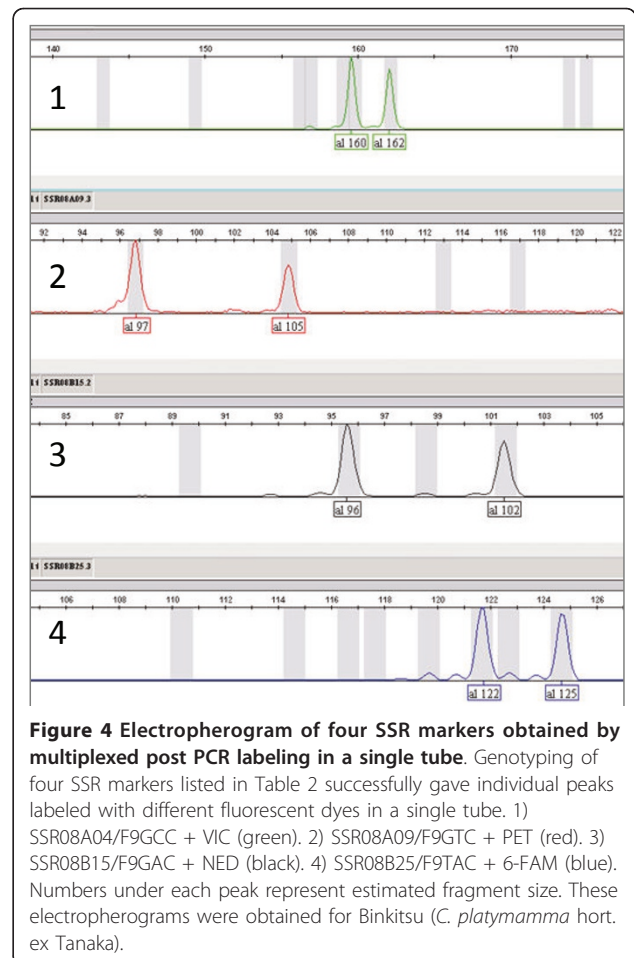 140 150 160 170
1
al 160 al 162
SSR08A09.3
92 94 96 98 100 102 104 106 108 110 112 114 116 118 120 122
2
al 97 al 105
SSR08B15.2
85 87 89 91 93 95 97 99 101 103 105
3
al 96 al 102
SSR08B25.3
106 108 110 112 114 116 118 120 122 124 126
4
al 122 al 125
Figure 4 Electropherogram of four SSR markers obtained by
multiplexed post PCR labeling in a single tube. Genotyping of
four SSR markers listed in Table 2 successfully gave individual peaks
labeled with different fluorescent dyes in a single tube. 1)
SSR08A04/F9GCC + VIC (green). 2) SSR08A09/F9GTC + PET (red). 3)
SSR08B15/F9GAC + NED (black). 4) SSR08B25/F9TAC + 6-FAM (blue).
Numbers under each peak represent estimated fragment size. These
electropherograms were obtained for Binkitsu (C. platymamma hort.
ex Tanaka).